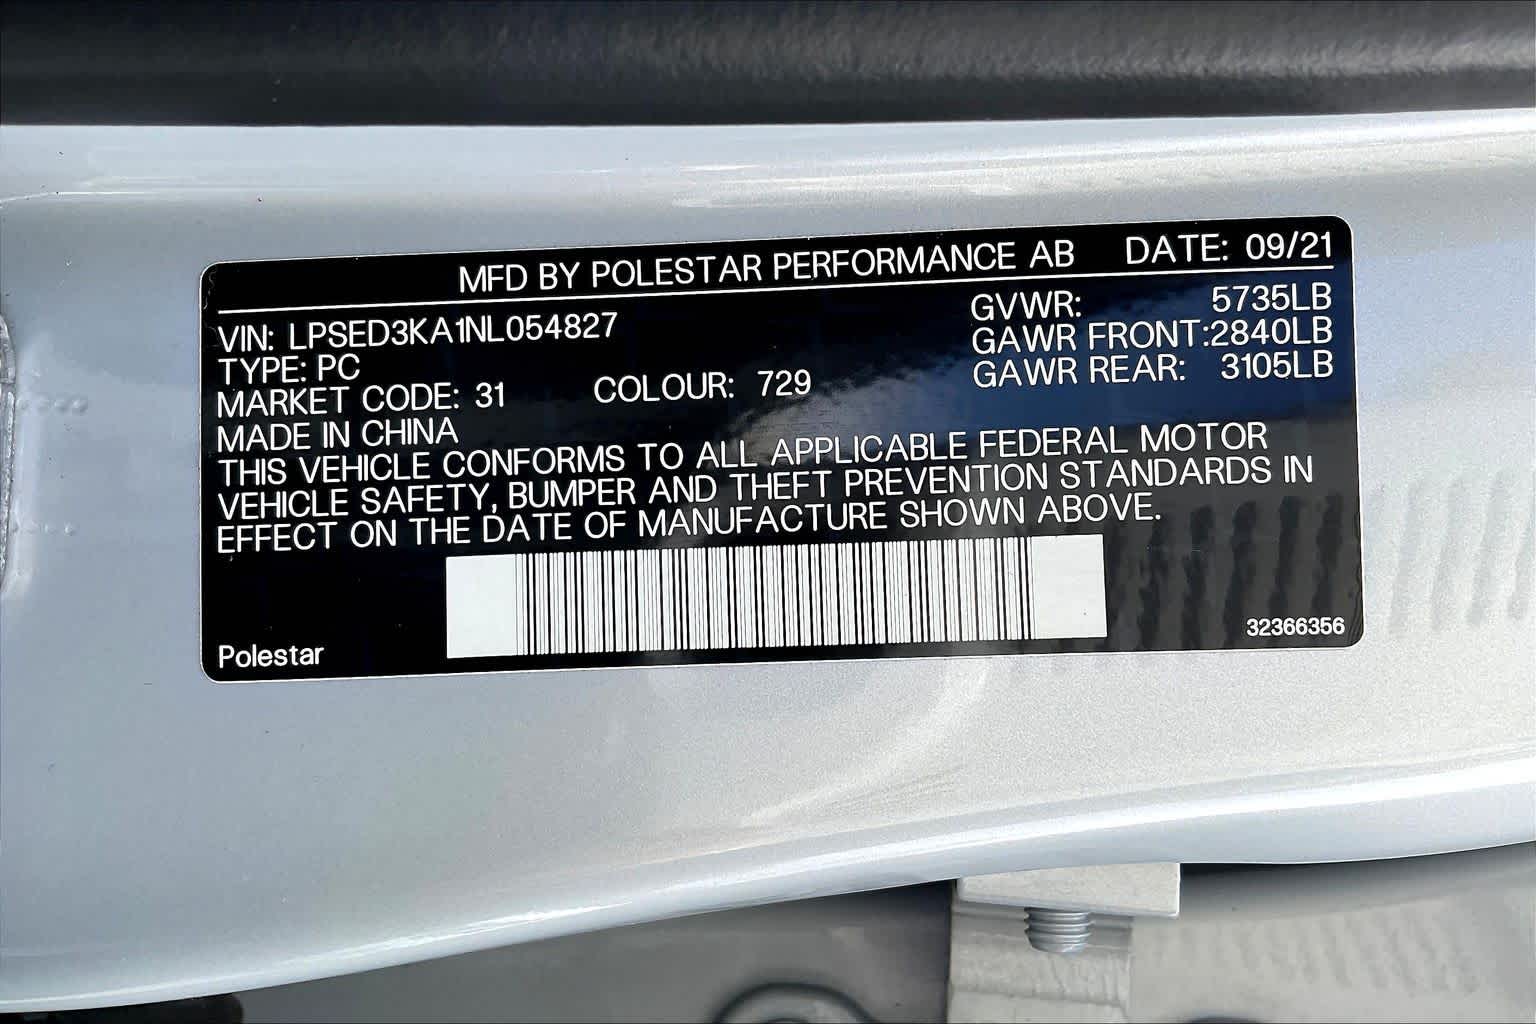 MFD BY POLESTAR PERFORMANCE AB DATE: 09/21
VIN: LPSED3KA1NL054827 GVWR: 5735LB
TYPE: PC GAWR FRONT:2840LB
MARKET CODE: 31 COLOUR: 729 GAWR REAR: 3105LB
MADE IN CHINA
THIS VEHICLE CONFORMS TO ALL APPLICABLE FEDERAL MOTOR
VEHICLE SAFETY, BUMPER AND THEFT PREVENTION STANDARDS IN
EFFECT ON THE DATE OF MANUFACTURE SHOWN ABOVE.
Polestar 32366356